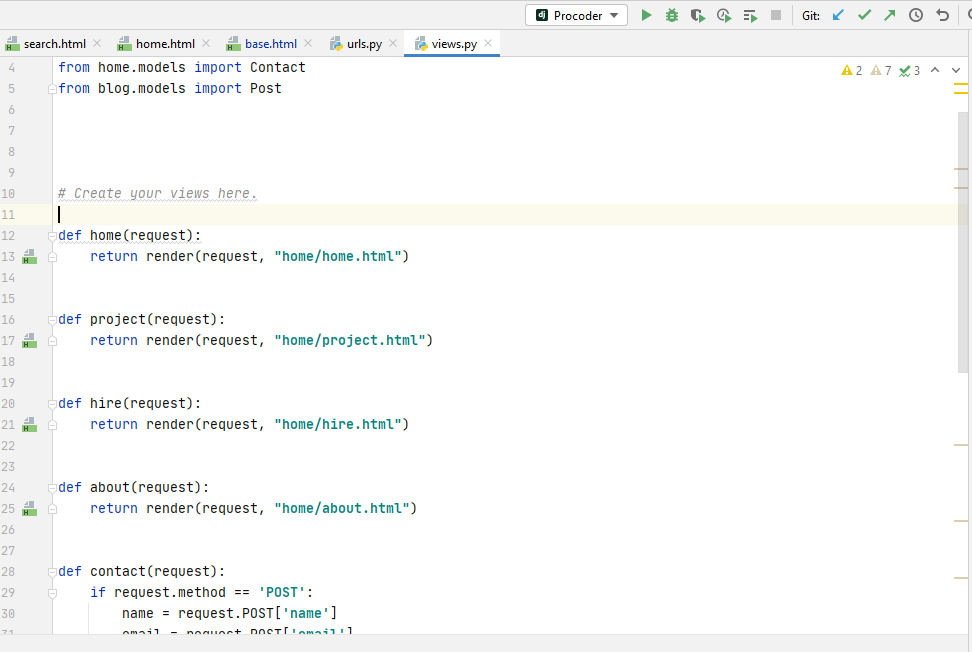 Procoder
Git:
search.html
home.html
base.html
urls.py
views.py
2 7 3
4 from home.models import Contact
5 from blog.models import Post
6
7
8
9
10 # Create your views here.
11
12 def home(request):
13 return render(request, "home/home.html")
14
15
16 def project(request):
17 return render(request, "home/project.html")
18
19
20 def hire(request):
21 return render(request, "home/hire.html")
22
23
24 def about(request):
25 return render(request, "home/about.html")
26
27
28 def contact(request):
29 if request.method == 'POST':
30 name = request.POST['name']
31 email = request.POST['email']